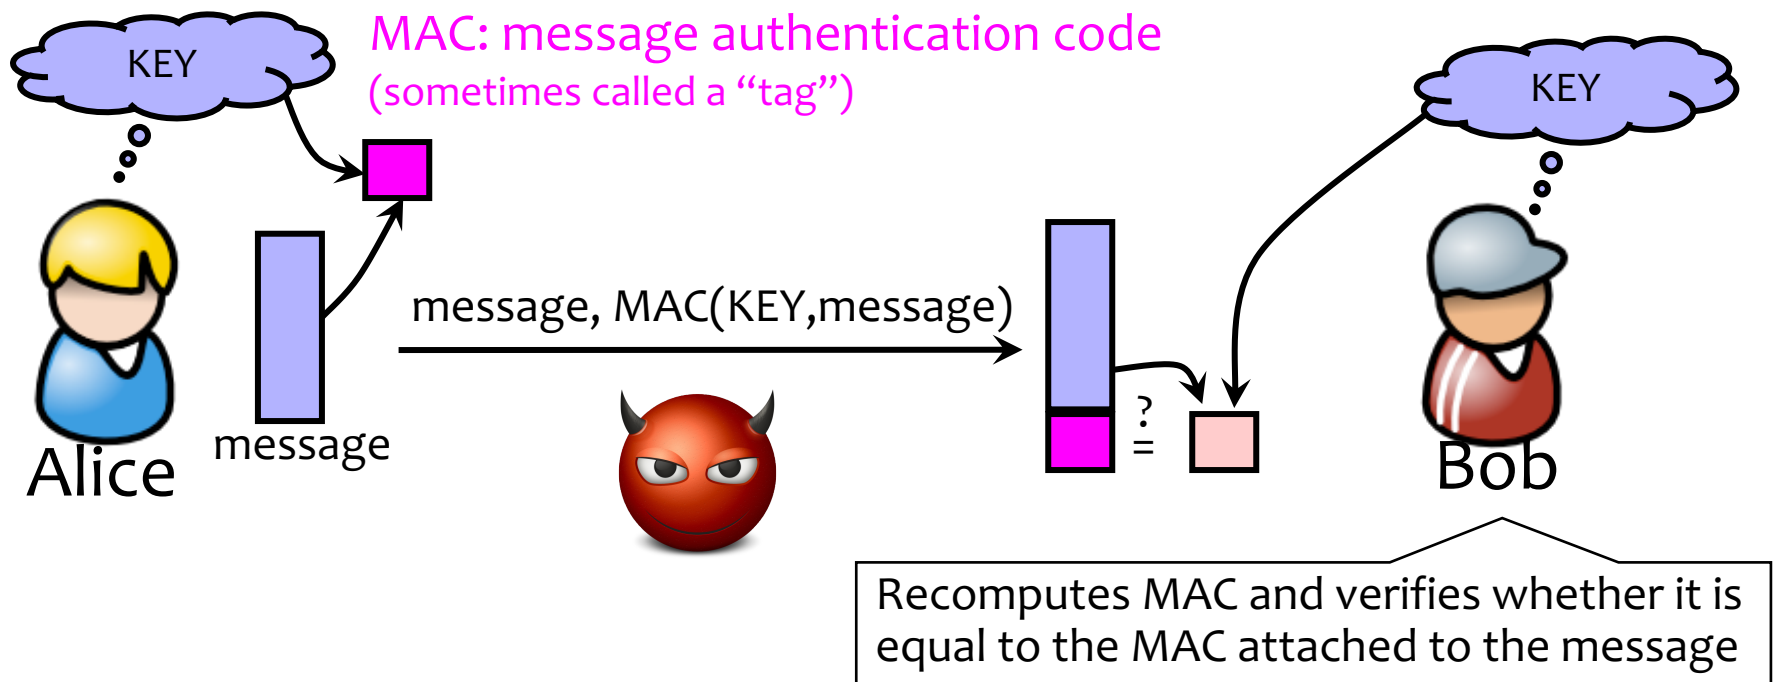 KEY
MAC: message authentication code
(sometimes called a “tag”)
KEY
message, MAC(KEY,message)
message
?
=
Alice
Bob
Recomputes MAC and verifies whether it is
equal to the MAC attached to the message